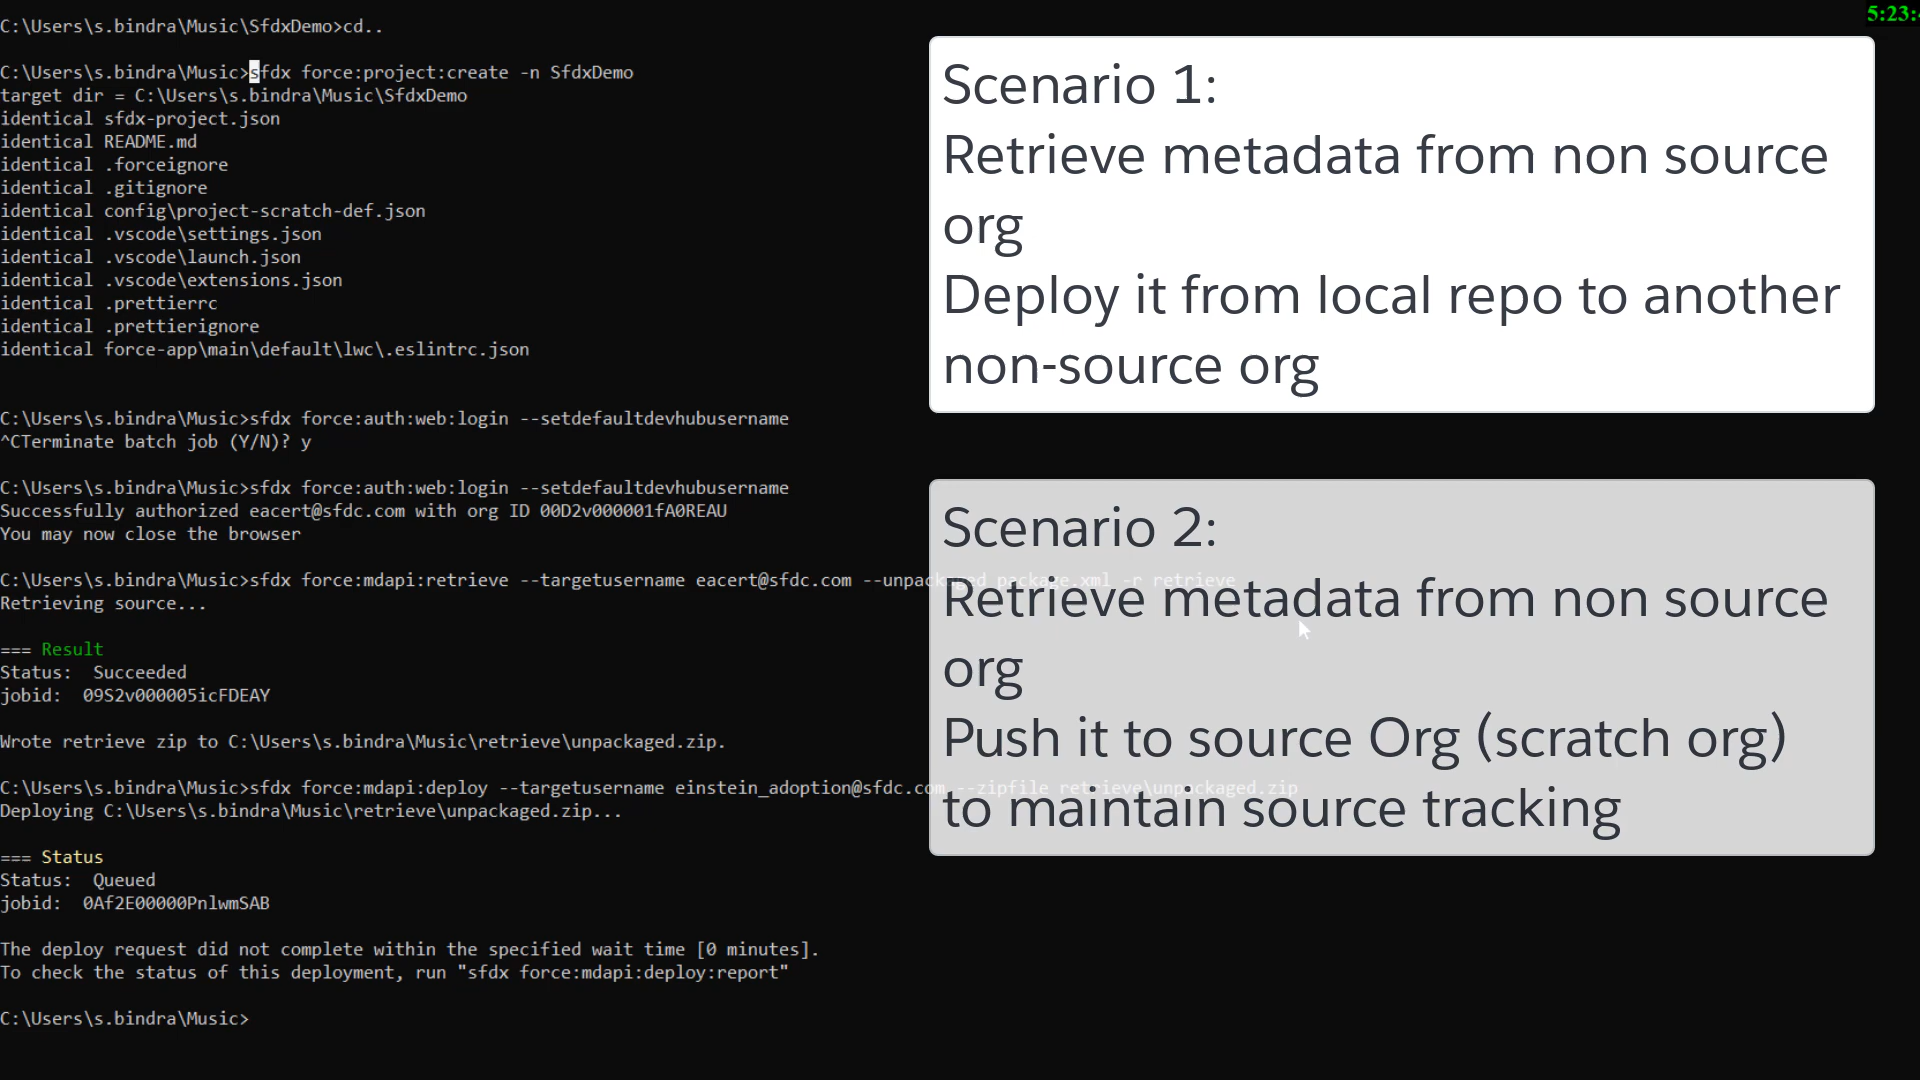 C:\Users\s.bindra\Music\SfdxDemo>cd..
C:\Users\s.bindra\Music>sfdx force:project:create -n SfdxDemo
target dir = C:\Users\s.bindra\Music\SfdxDemo
identical sfdx-project.json
identical README.md
identical .forceignore
identical .gitignore
identical config\project-scratch-def.json
identical .vscode\settings.json
identical .vscode\launch.json
identical .vscode\extensions.json
identical .prettierrc
identical .prettierignore
identical force-app\main\default\lwc\.eslintrc.json
C:\Users\s.bindra\Music>sfdx force:auth:web:login --setdefaultdevhubusername
^CTerminate batch job (Y/N)? y
C:\Users\s.bindra\Music>sfdx force:auth:web:login --setdefaultdevhubusername
Successfully authorized eacert@sfdc.com with org ID 00D2v000001fA0REAU
You may now close the browser
C:\Users\s.bindra\Music>sfdx force:mdapi:retrieve --targetusername eacert@sfdc.com --unpackaged package.xml -r retrieve
Retrieving source...
=== Result
Status:  Succeeded
jobid:  09S2v000005icFDEAY
Wrote retrieve zip to C:\Users\s.bindra\Music\retrieve\unpackaged.zip.
C:\Users\s.bindra\Music>sfdx force:mdapi:deploy --targetusername einstein_adoption@sfdc.com --zipfile retrieve\unpackaged.zip
Deploying C:\Users\s.bindra\Music\retrieve\unpackaged.zip...
=== Status
Status:  Queued
jobid:  0Af2E00000PnlwmSAB
The deploy request did not complete within the specified wait time [0 minutes].
To check the status of this deployment, run "sfdx force:mdapi:deploy:report"
C:\Users\s.bindra\Music>
5:23:
Scenario 1:
Retrieve metadata from non source
org
Deploy it from local repo to another
non-source org
Scenario 2:
Retrieve metadata from non source
org
Push it to source Org (scratch org)
to maintain source tracking